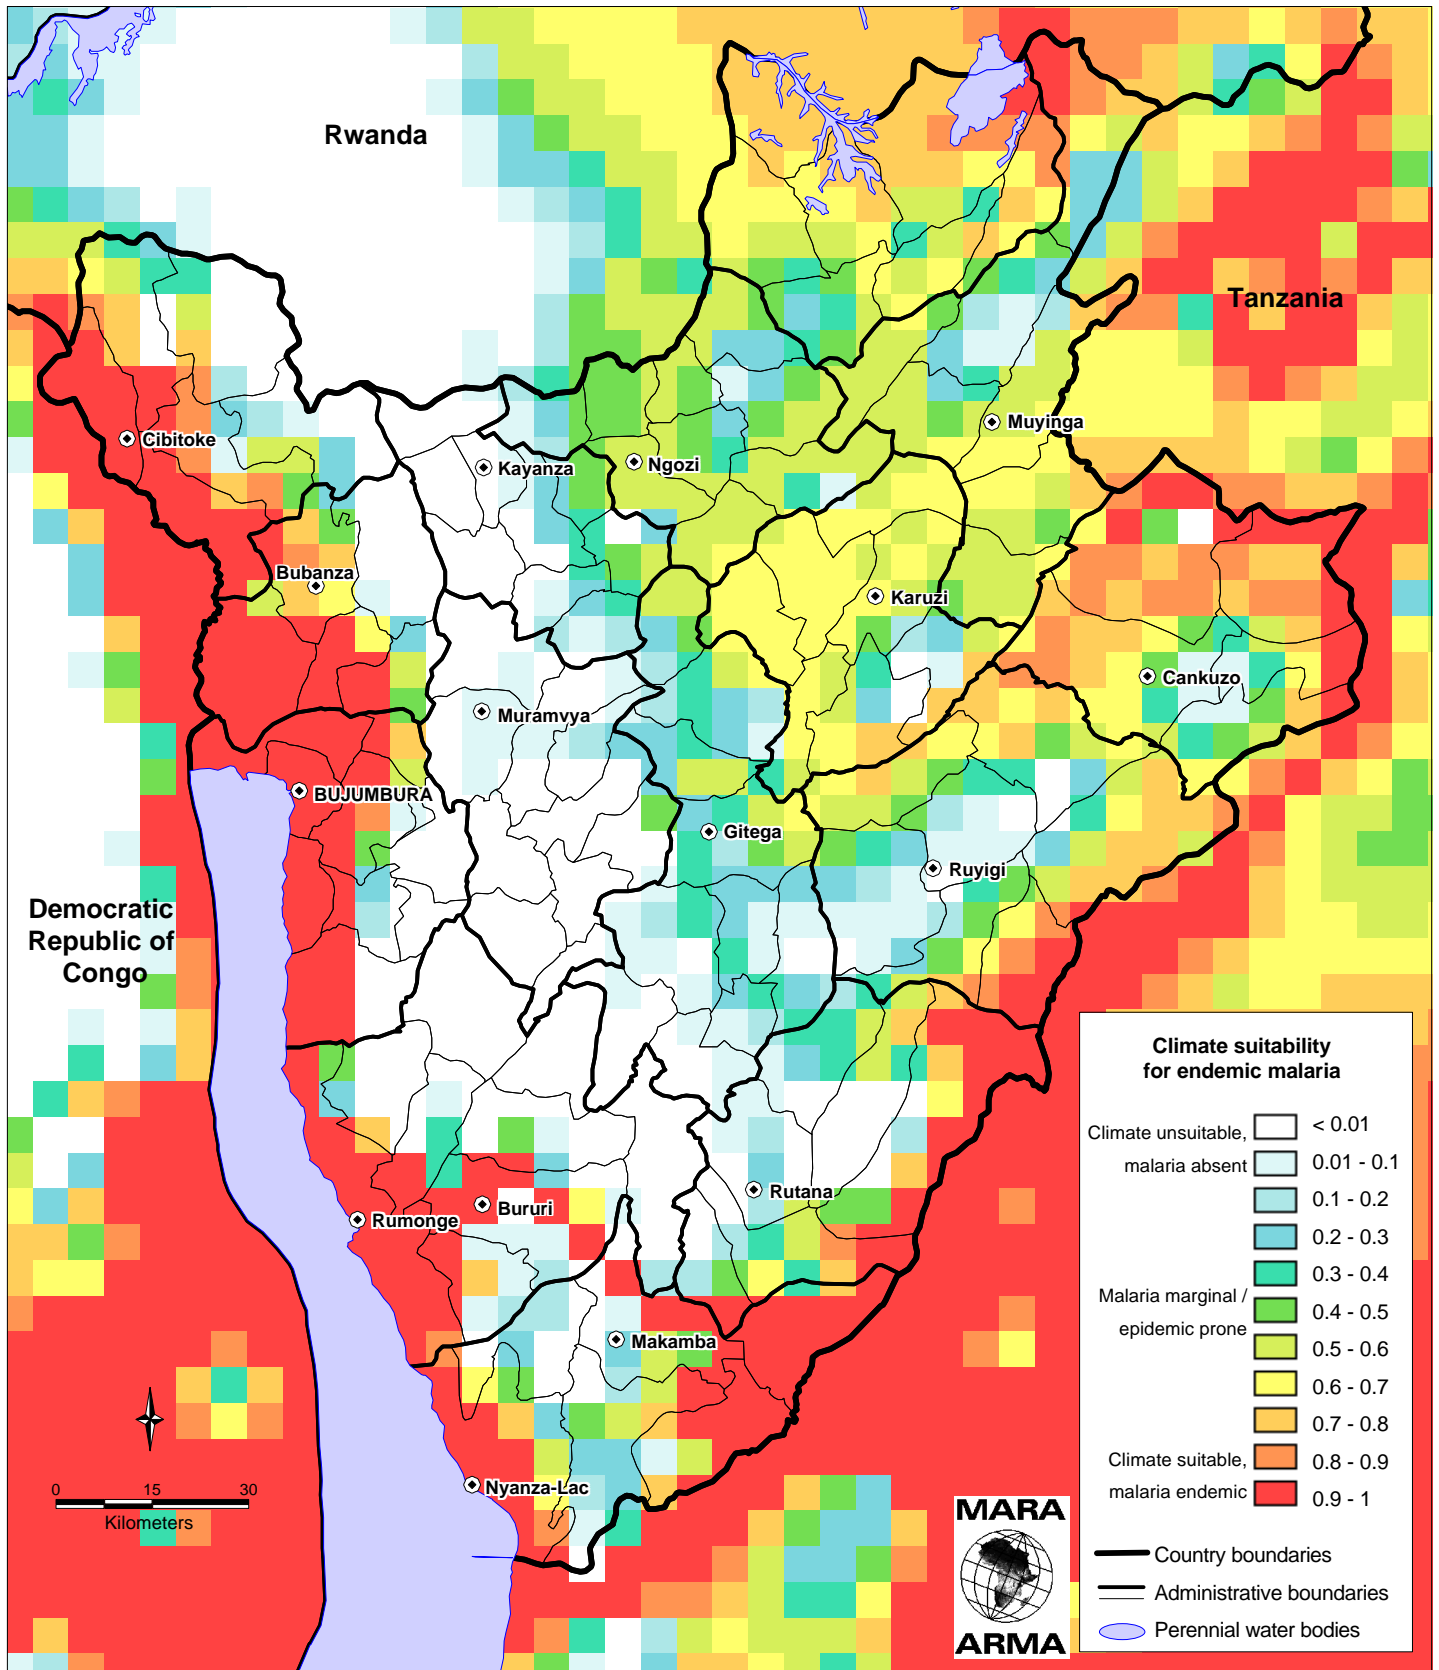 Rwanda
Tanzania
Muyinga
Cibitoke
Kayanza
Ngozi
Bubanza
Karuzi
Cankuzo
Muramvya
BUJUMBURA
Gitega
Ruyigi
Democratic
Republic of
Congo
Rutana
Bururi
Rumonge
Makamba
Nyanza-Lac
0 15 30
Kilometers
MARA
ARMA
Climate suitability
for endemic malaria
Climate unsuitable,
malaria absent
Malaria marginal /
epidemic prone
Climate suitable,
malaria endemic
< 0.01
0.01 - 0.1
0.1 - 0.2
0.2 - 0.3
0.3 - 0.4
0.4 - 0.5
0.5 - 0.6
0.6 - 0.7
0.7 - 0.8
0.8 - 0.9
0.9 - 1
Country boundaries
Administrative boundaries
Perennial water bodies